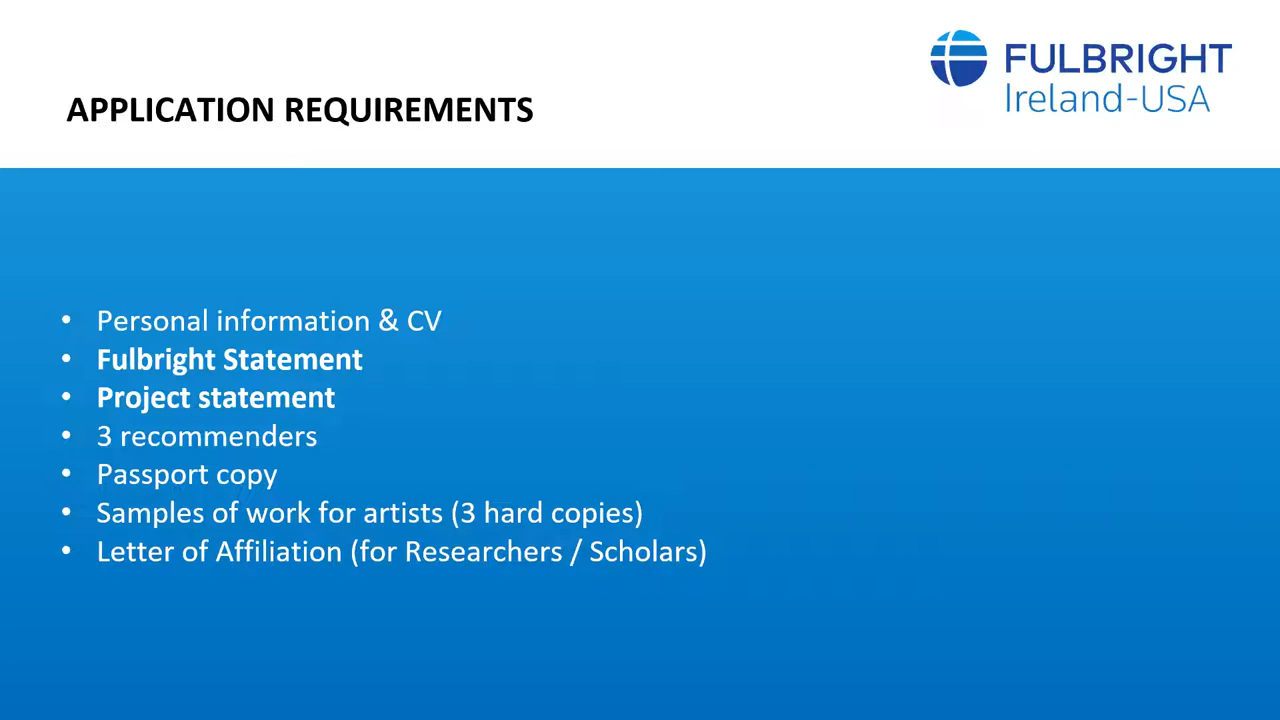 FULBRIGHT
Ireland-USA
APPLICATION REQUIREMENTS
• Personal information & CV
• Fulbright Statement
• Project statement
• 3 recommenders
• Passport copy
• Samples of work for artists (3 hard copies)
• Letter of Affiliation (for Researchers / Scholars)